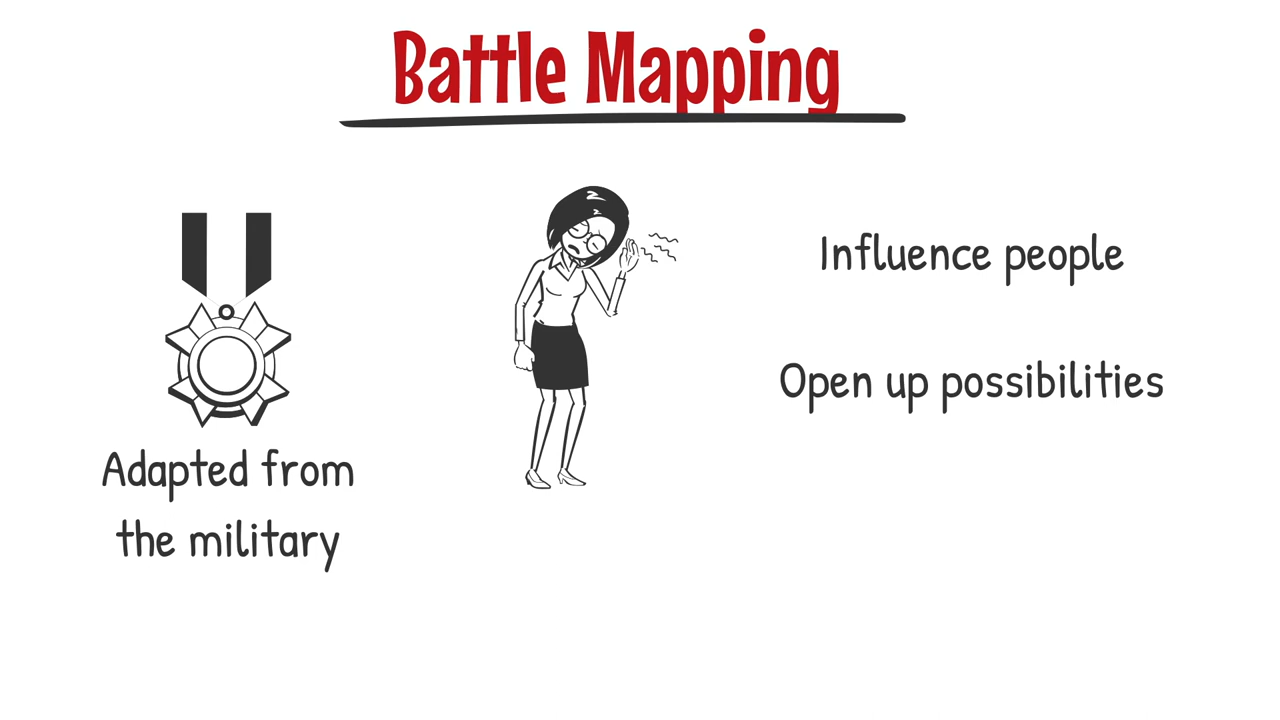 Battle Mapping
Adapted from
the military
Influence people
Open up possibilities